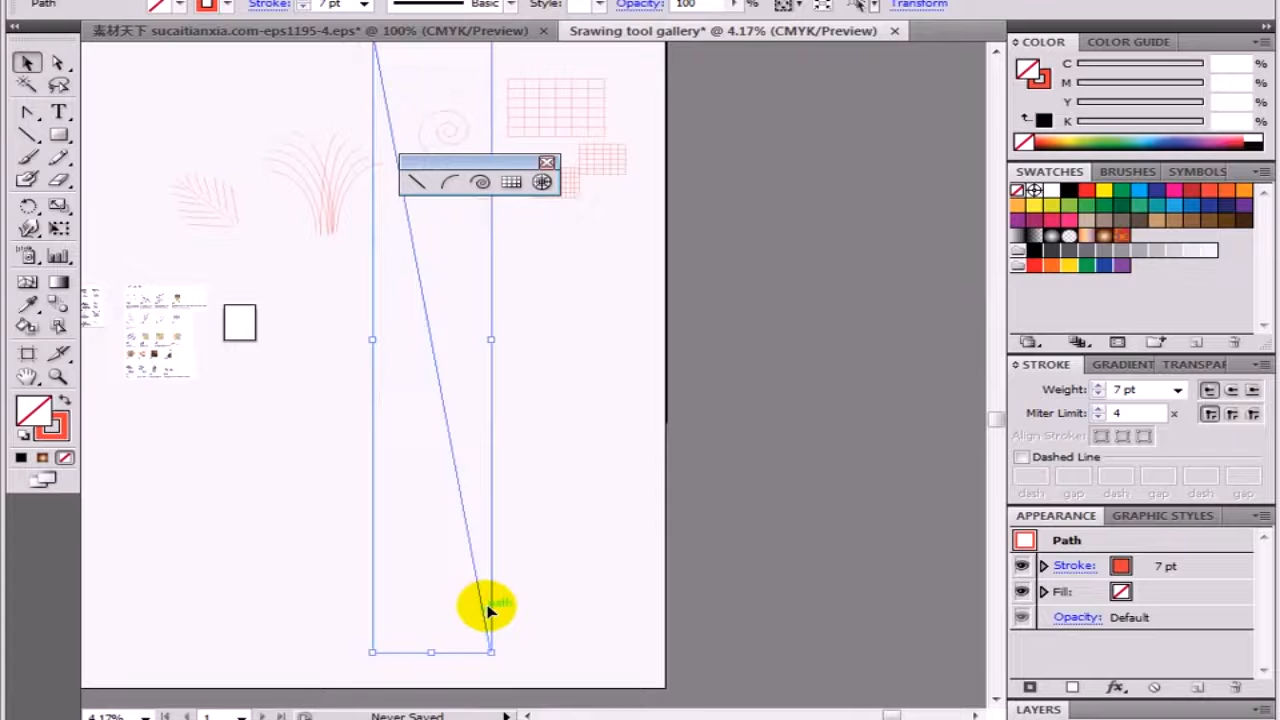 Path Stroke: 7 pt Basic Style: Opacity: 100 % Transform
素材天下 sucaitianxia.com-eps1195-4.eps* @ 100% (CMYK/Preview) × Srawing tool gallery* @ 4.17% (CMYK/Preview) ×
COLOR COLOR GUIDE
C %
M %
Y %
K %
SWATCHES BRUSHES SYMBOLS
STROKE GRADIENT TRANSPAR
Weight: 7 pt
Miter Limit: 4 x
Align Stroke:
Dashed Line
dash gap dash gap dash gap
APPEARANCE GRAPHIC STYLES
Path
Stroke: 7 pt
Fill:
Opacity: Default
path
LAYERS
4.17% 1 Never Saved